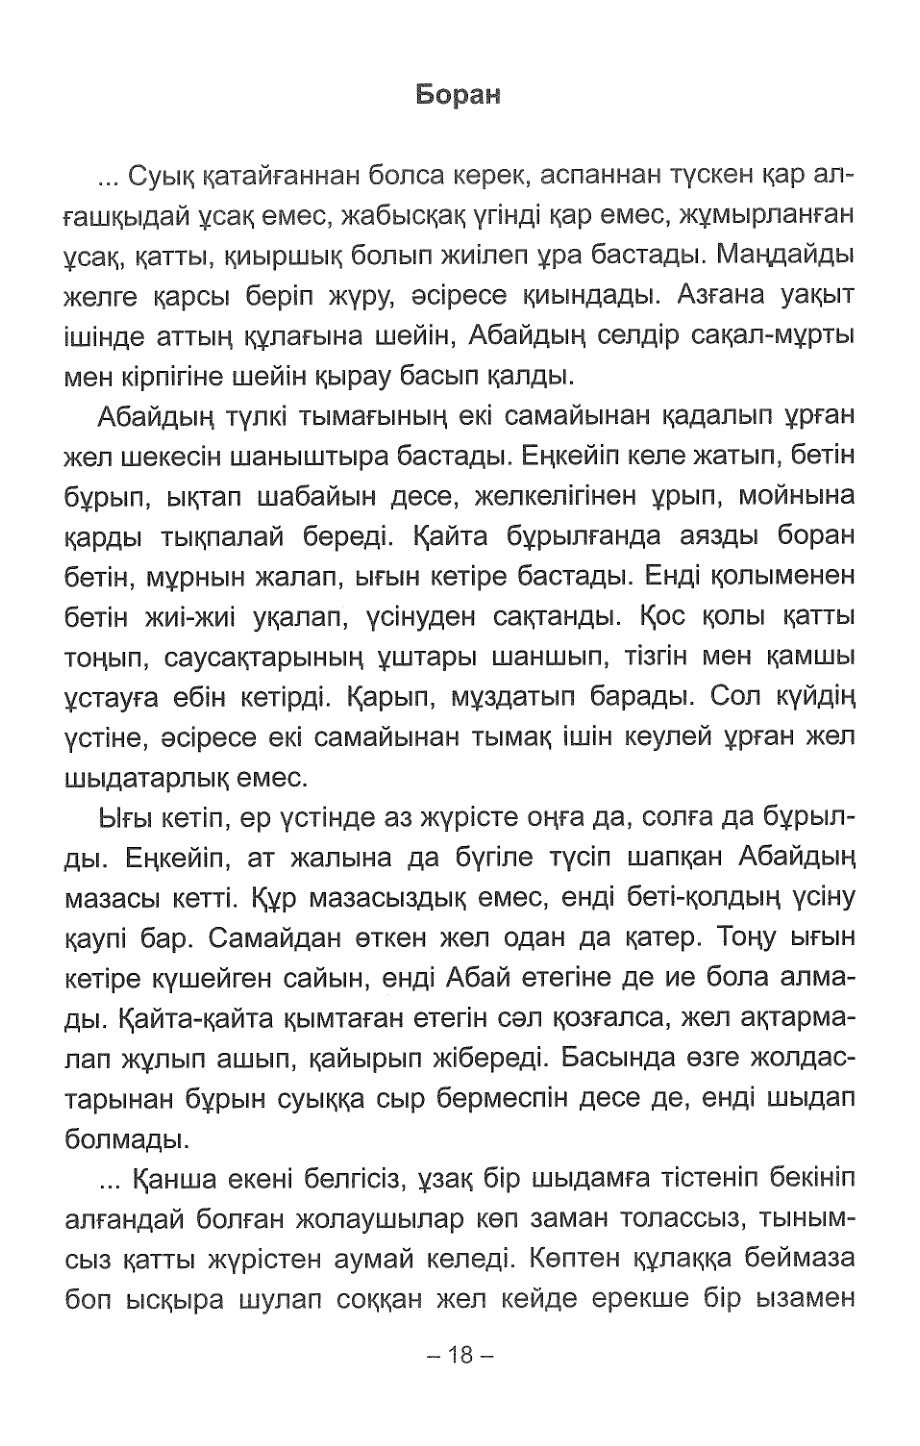 Боран
... Суық қатайғаннан болса керек, аспаннан түскен қар ал-
ғашқыдай ұсақ емес, жабысқақ үгінді қар емес, жұмырланған
ұсақ, қатты, қиыршық болып жиілеп ұра бастады. Маңдайды
желге қарсы беріп жүру, әсіресе қиындады. Азғана уақыт
ішінде аттың құлағына шейін, Абайдың селдір сақал-мұрты
мен кірпігіне шейін қырау басып қалды.
Абайдың түлкі тымағының екі самайынан қадалып ұрған
жел шекесін шаныштыра бастады. Еңкейіп келе жатып, бетін
бұрып, ықтап шабайын десе, желкелігінен ұрып, мойнына
қарды тықпалай береді. Қайта бұрылғанда аязды боран
бетін, мұрнын жалап, ығын кетіре бастады. Енді қолыменен
бетін жиі-жиі уқалап, үсінуден сақтанды. Қос қолы қатты
тоңып, саусақтарының ұштары шаншып, тізгін мен қамшы
ұстауға ебін кетірді. Қарып, мұздатып барады. Сол күйдің
үстіне, әсіресе екі самайынан тымақ ішін кеулей ұрған жел
шыдатарлық емес.
Ығы кетіп, ер үстінде аз жүрісте оңға да, солға да бұрыл-
ды. Еңкейіп, ат жалына да бүгіле түсіп шапқан Абайдың
мазасы кетті. Құр мазасыздық емес, енді беті-қолдың үсіну
қаупі бар. Самайдан өткен жел одан да қатер. Тоңу ығын
кетіре күшейген сайын, енді Абай етегіне де ие бола алма-
ды. Қайта-қайта қымтаған етегін сәл қозғалса, жел ақтарма-
лап жұлып ашып, қайырып жібереді. Басында өзге жолдас-
тарынан бұрын суыққа сыр бермеспін десе де, енді шыдап
болмады.
... Қанша екені белгісіз, ұзақ бір шыдамға тістеніп бекініп
алғандай болған жолаушылар көп заман толассыз, тыным-
сыз қатты жүрістен аумай келеді. Көптен құлаққа беймаза
боп ысқыра шулап соққан жел кейде ерекше бір ызамен
– 18 –